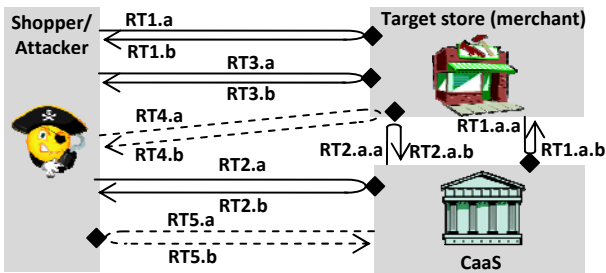 Shopper/
Attacker
Target store (merchant)
RT1.a
RT1.b
RT3.a
RT3.b
RT4.a
RT4.b
RT1.a.a
RT1.a.b
RT2.a.a
RT2.a.b
RT2.a
RT2.b
RT5.a
RT5.b
CaaS